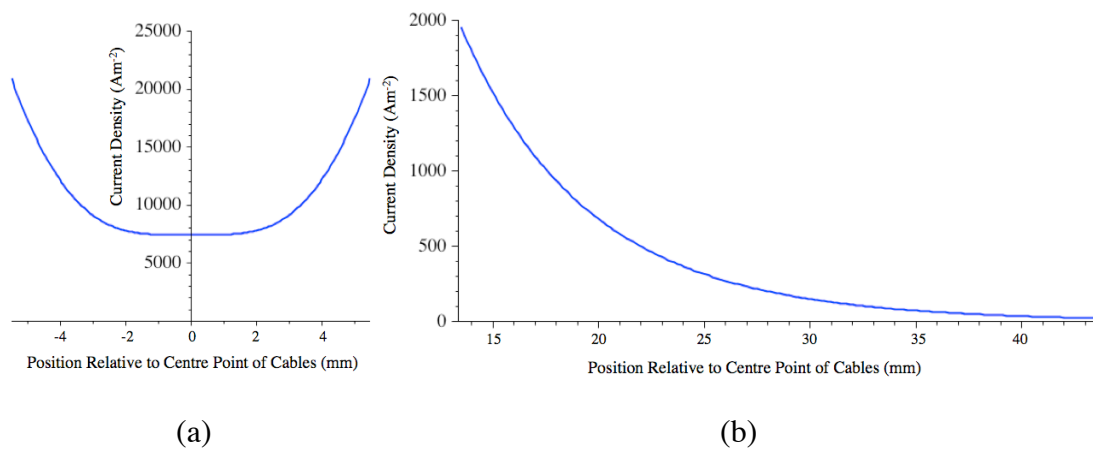 25000
20000
15000
10000
5000
Current Density (Am⁻²)
-4 -2 0 2 4
Position Relative to Centre Point of Cables (mm)
(a)
2000
1500
1000
500
0
Current Density (Am⁻²)
15 20 25 30 35 40
Position Relative to Centre Point of Cables (mm)
(b)